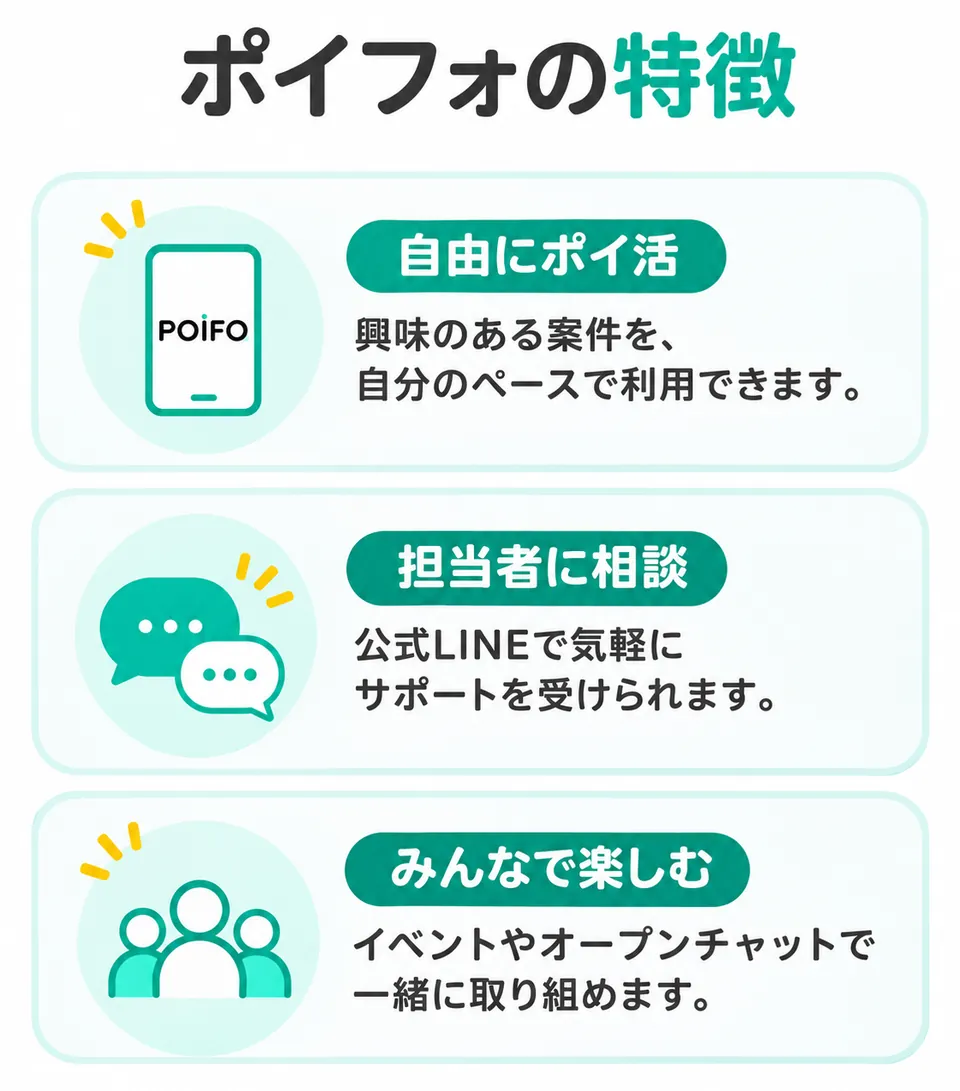 ポイフォの特徴
POiFO
自由にポイ活
興味のある案件を、
自分のペースで利用できます。
担当者に相談
公式LINEで気軽に
サポートを受けられます。
みんなで楽しむ
イベントやオープンチャットで
一緒に取り組めます。